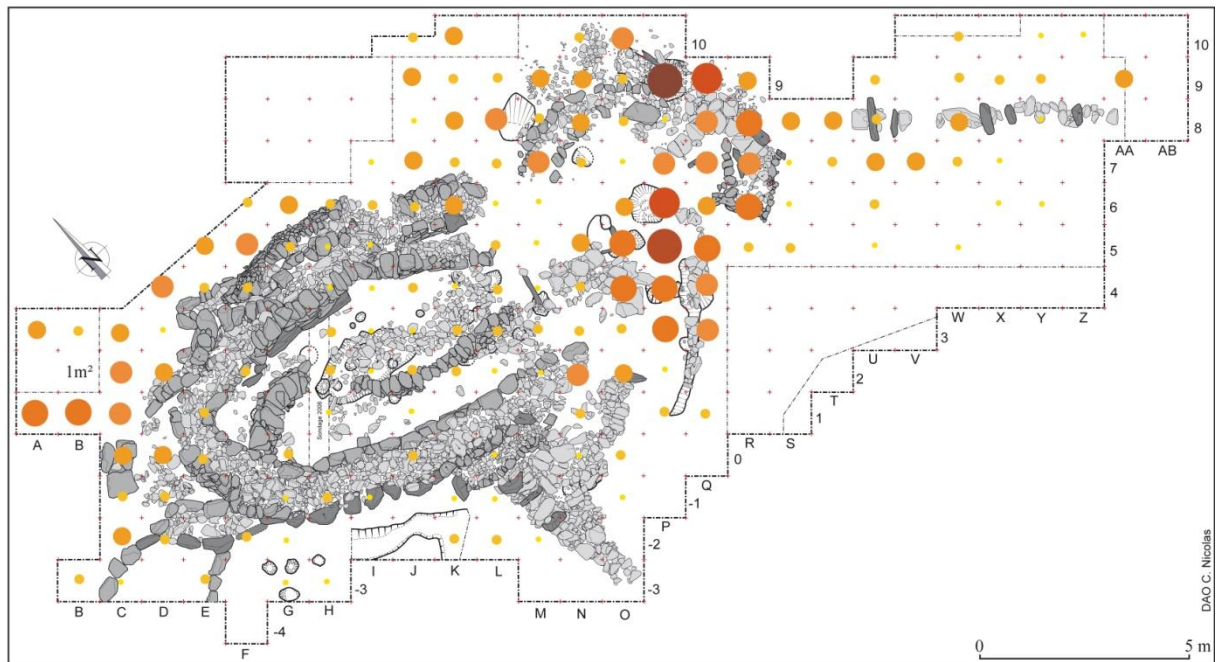 10
10
9
9
8
AA AB
7
6
5
4
W X Y Z
3
U V
1m²
2
T
A B
1
R S
0
Q
-1
P
-2
I J K L
-3
-3
B C D E
G H
M N O
-4
F
Sondage 2008
N
DAO C. Nicolas
0 5 m